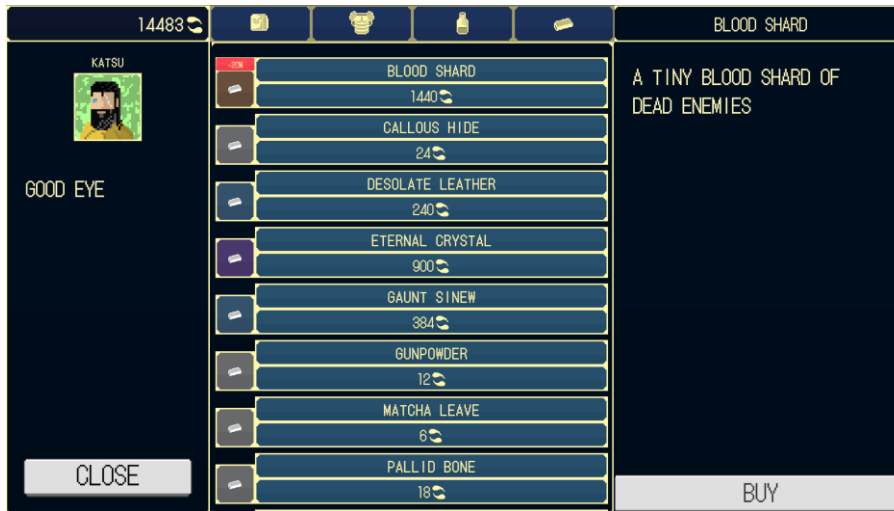 14483
BLOOD SHARD
KATSU
GOOD EYE
CLOSE
-20%
BLOOD SHARD
1440
CALLOUS HIDE
24
DESOLATE LEATHER
240
ETERNAL CRYSTAL
900
GAUNT SINEW
384
GUNPOWDER
12
MATCHA LEAVE
6
PALLID BONE
18
A TINY BLOOD SHARD OF
DEAD ENEMIES
BUY